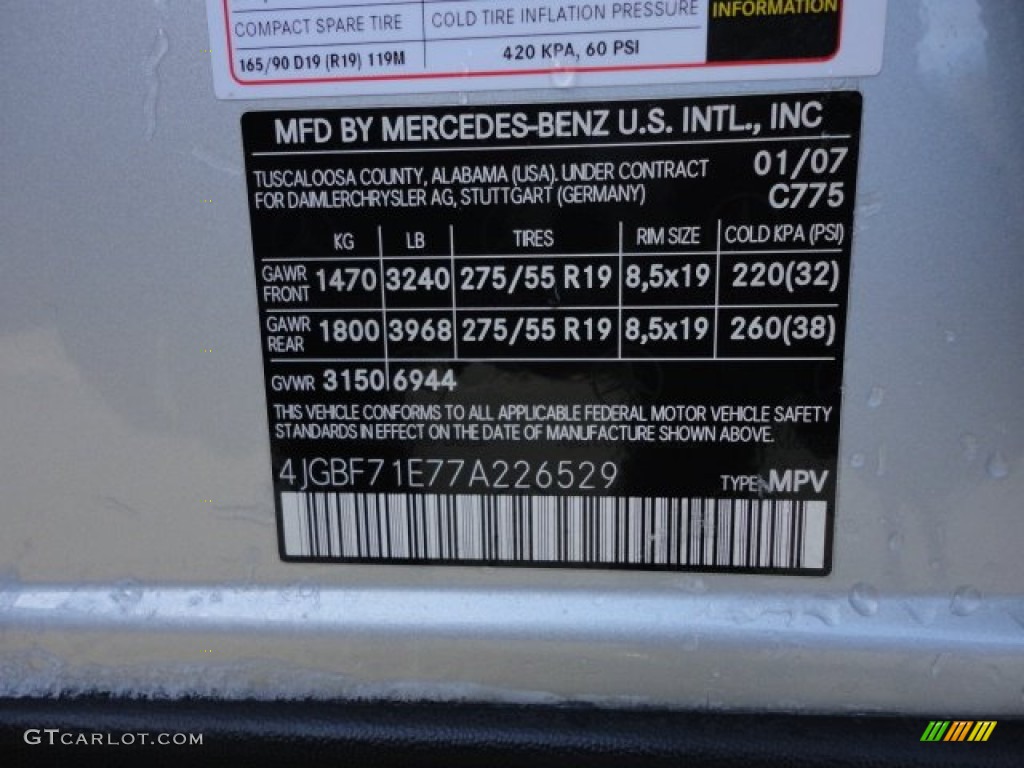 COMPACT SPARE TIRE COLD TIRE INFLATION PRESSURE INFORMATION
165/90 D19 (R19) 119M 420 KPA, 60 PSI
MFD BY MERCEDES-BENZ U.S. INTL., INC
TUSCALOOSA COUNTY, ALABAMA (USA). UNDER CONTRACT 01/07
FOR DAIMLERCHRYSLER AG, STUTTGART (GERMANY) C775
KG LB TIRES RIM SIZE COLD KPA (PSI)
GAWR FRONT 1470 3240 275/55 R19 8,5x19 220(32)
GAWR REAR 1800 3968 275/55 R19 8,5x19 260(38)
GVWR 3150 6944
THIS VEHICLE CONFORMS TO ALL APPLICABLE FEDERAL MOTOR VEHICLE SAFETY
STANDARDS IN EFFECT ON THE DATE OF MANUFACTURE SHOWN ABOVE.
4JGBF71E77A226529 TYPE: MPV
GTCARLOT.COM